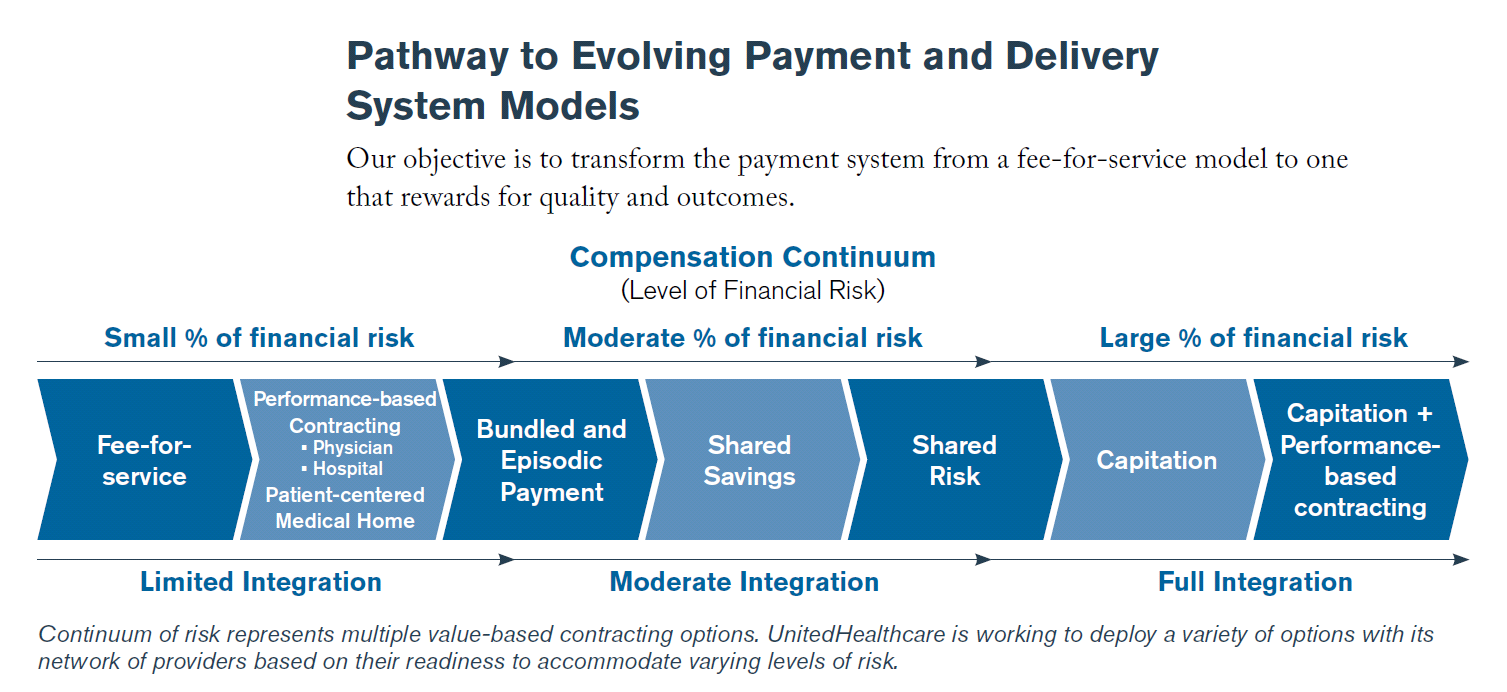 Pathway to Evolving Payment and Delivery
System Models
Our objective is to transform the payment system from a fee-for-service model to one
that rewards for quality and outcomes.
Compensation Continuum
(Level of Financial Risk)
Small % of financial risk
Moderate % of financial risk
Large % of financial risk
Fee-for-
service
Performance-based
Contracting
▪ Physician
▪ Hospital
Patient-centered
Medical Home
Bundled and
Episodic
Payment
Shared
Savings
Shared
Risk
Capitation
Capitation +
Performance-
based
contracting
Limited Integration
Moderate Integration
Full Integration
Continuum of risk represents multiple value-based contracting options. UnitedHealthcare is working to deploy a variety of options with its
network of providers based on their readiness to accommodate varying levels of risk.